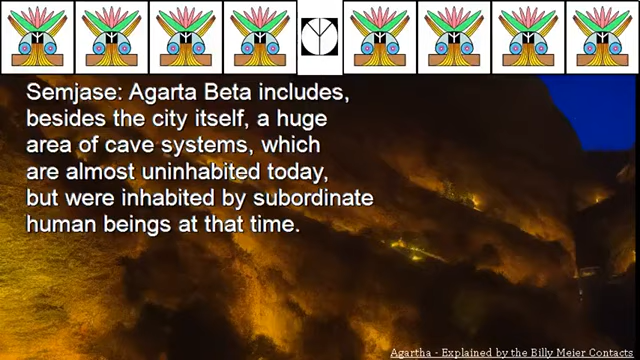 Semjase: Agarta Beta includes,
besides the city itself, a huge
area of cave systems, which
are almost uninhabited today,
but were inhabited by subordinate
human beings at that time.
Agartha - Explained by the Billy Meier Contacts